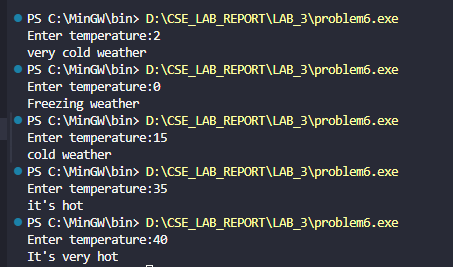 PS C:\MinGW\bin> D:\CSE_LAB_REPORT\LAB_3\problem6.exe
Enter temperature:2
very cold weather
PS C:\MinGW\bin> D:\CSE_LAB_REPORT\LAB_3\problem6.exe
Enter temperature:0
Freezing weather
PS C:\MinGW\bin> D:\CSE_LAB_REPORT\LAB_3\problem6.exe
Enter temperature:15
cold weather
PS C:\MinGW\bin> D:\CSE_LAB_REPORT\LAB_3\problem6.exe
Enter temperature:35
it's hot
PS C:\MinGW\bin> D:\CSE_LAB_REPORT\LAB_3\problem6.exe
Enter temperature:40
It's very hot